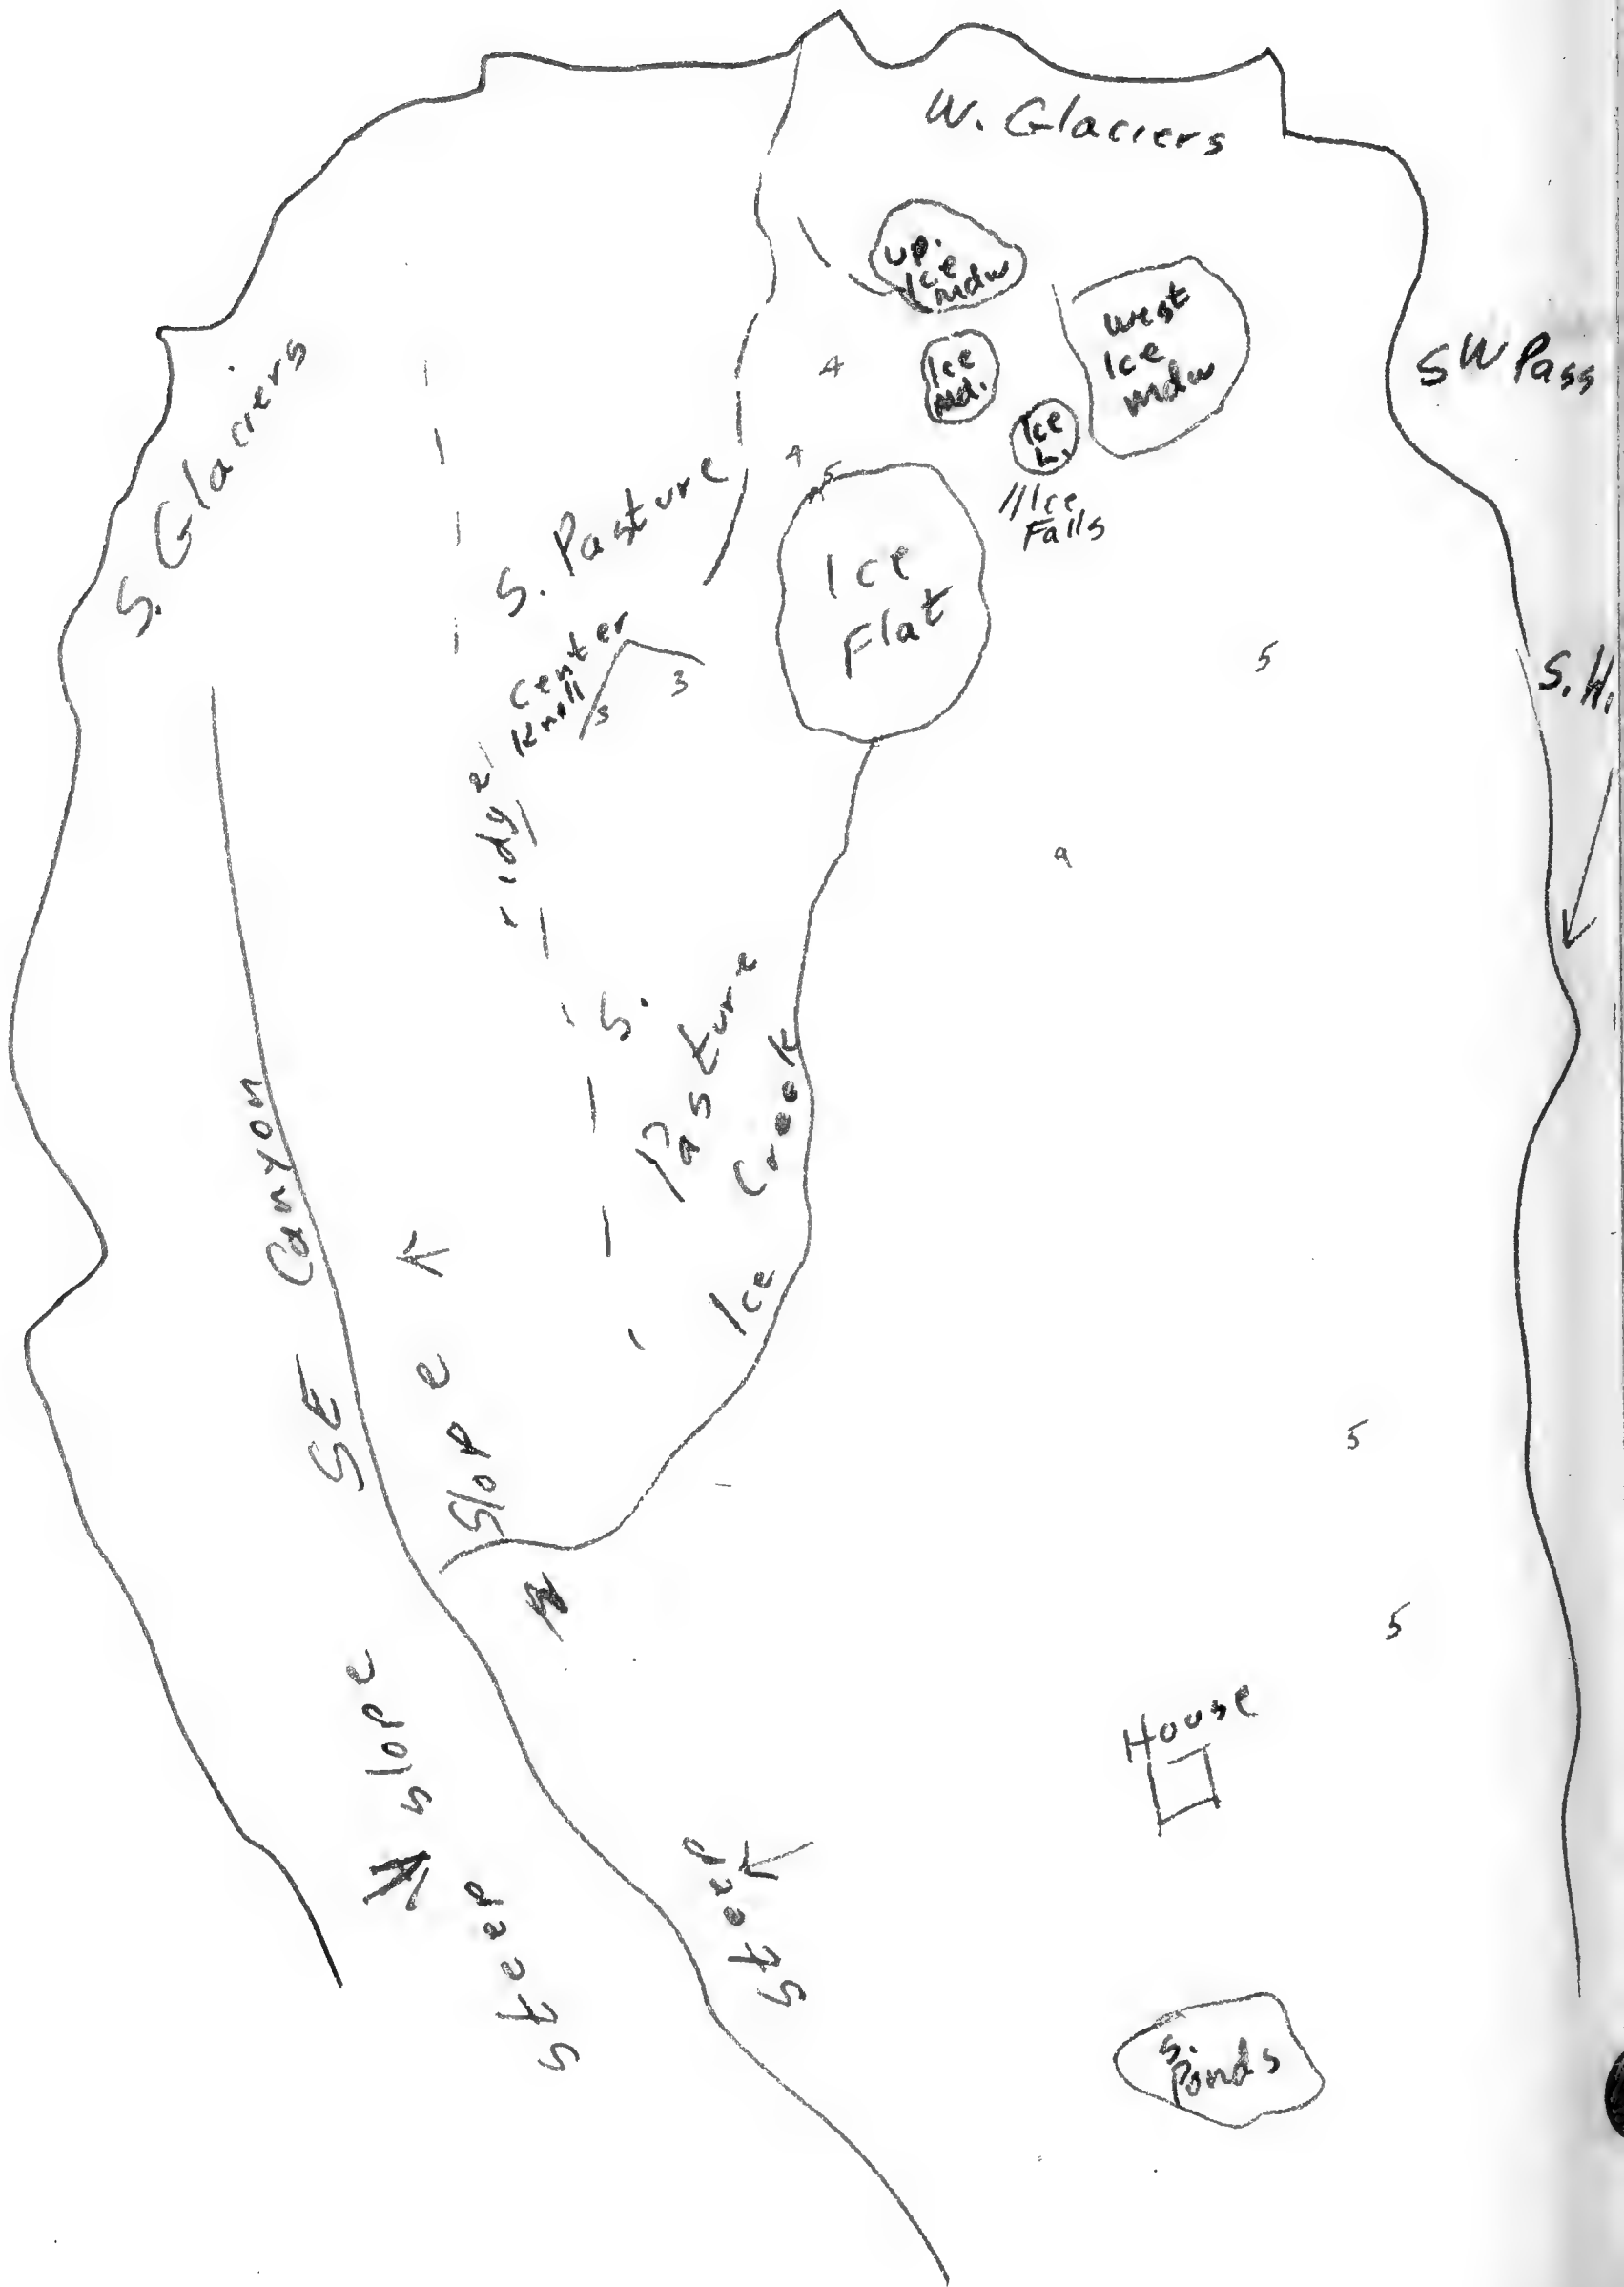 W. Glaciers
up.
Ice
mdw
West
Ice
mdw
SW Pass
Ice
Md.
Ice
L.
// Ice
Falls
S. Glaciers
S. Pasture
4
4
5
Ice
Flat
Center
Knoll
3
3
5
S. H.
ridge
a
S.
Pasture
Ice Creek
SE Canyon
Slope
5
5
House
Slope
Steep
Steep
S.
Ponds